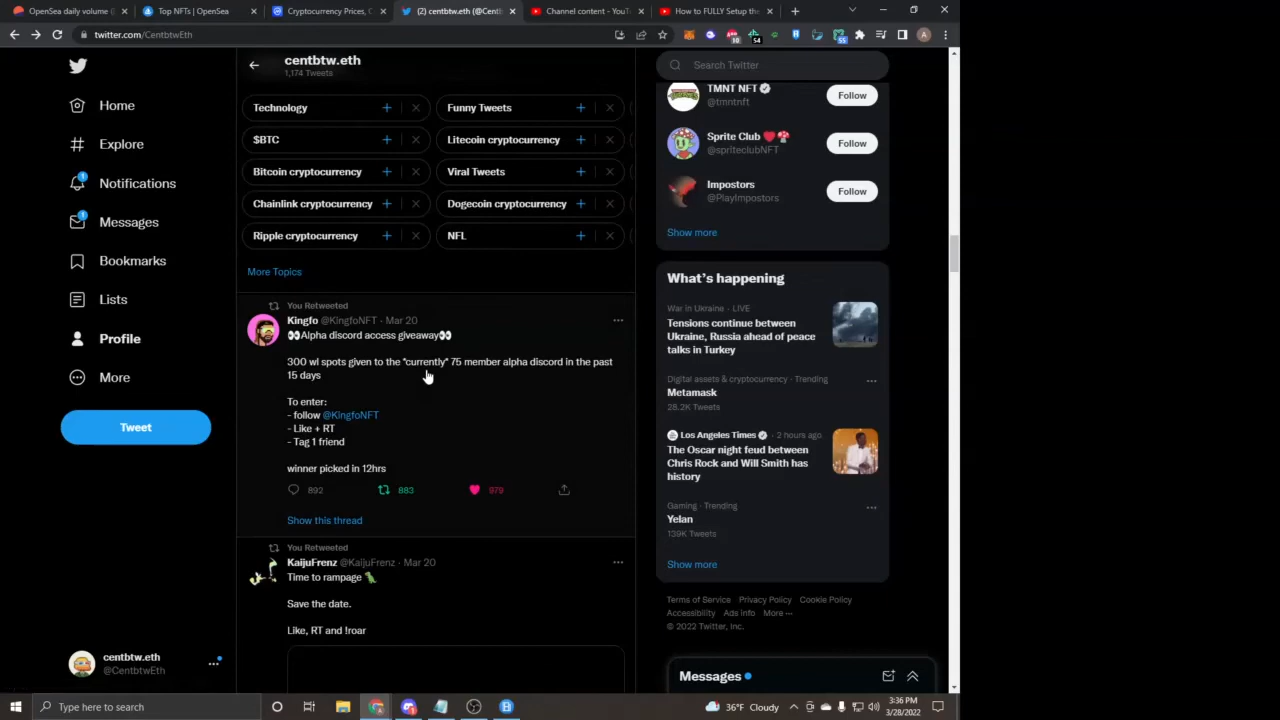 OpenSea daily volume (
Top NFTs | OpenSea
Cryptocurrency Prices, C
(2) centbtw.eth (@Cent
Channel content - YouT
How to FULLY Setup the
twitter.com/CentbtwEth
Home
Explore
Notifications
Messages
Bookmarks
Lists
Profile
More
Tweet
centbtw.eth
@CentbtwEth
centbtw.eth
1,174 Tweets
Technology
Funny Tweets
$BTC
Litecoin cryptocurrency
Bitcoin cryptocurrency
Viral Tweets
Chainlink cryptocurrency
Dogecoin cryptocurrency
Ripple cryptocurrency
NFL
More Topics
You Retweeted
Kingfo @KingfoNFT · Mar 20
👀Alpha discord access giveaway👀
300 wl spots given to the “currently” 75 member alpha discord in the past
15 days
To enter:
- follow @KingfoNFT
- Like + RT
- Tag 1 friend
winner picked in 12hrs
892 883 979
Show this thread
You Retweeted
KaijuFrenz @KaijuFrenz · Mar 20
Time to rampage 🦖
Save the date.
Like, RT and !roar
Search Twitter
TMNT NFT
@tmntnft
Follow
Sprite Club ❤️🍄
@spriteclubNFT
Follow
Impostors
@PlayImpostors
Follow
Show more
What’s happening
War in Ukraine · LIVE
Tensions continue between
Ukraine, Russia ahead of peace
talks in Turkey
Digital assets & cryptocurrency · Trending
Metamask
28.2K Tweets
Los Angeles Times · 2 hours ago
The Oscar night feud between
Chris Rock and Will Smith has
history
Gaming · Trending
Yelan
139K Tweets
Show more
Terms of Service Privacy Policy Cookie Policy
Accessibility Ads info More ···
© 2022 Twitter, Inc.
Messages
Type here to search
36°F Cloudy
3:36 PM
3/28/2022